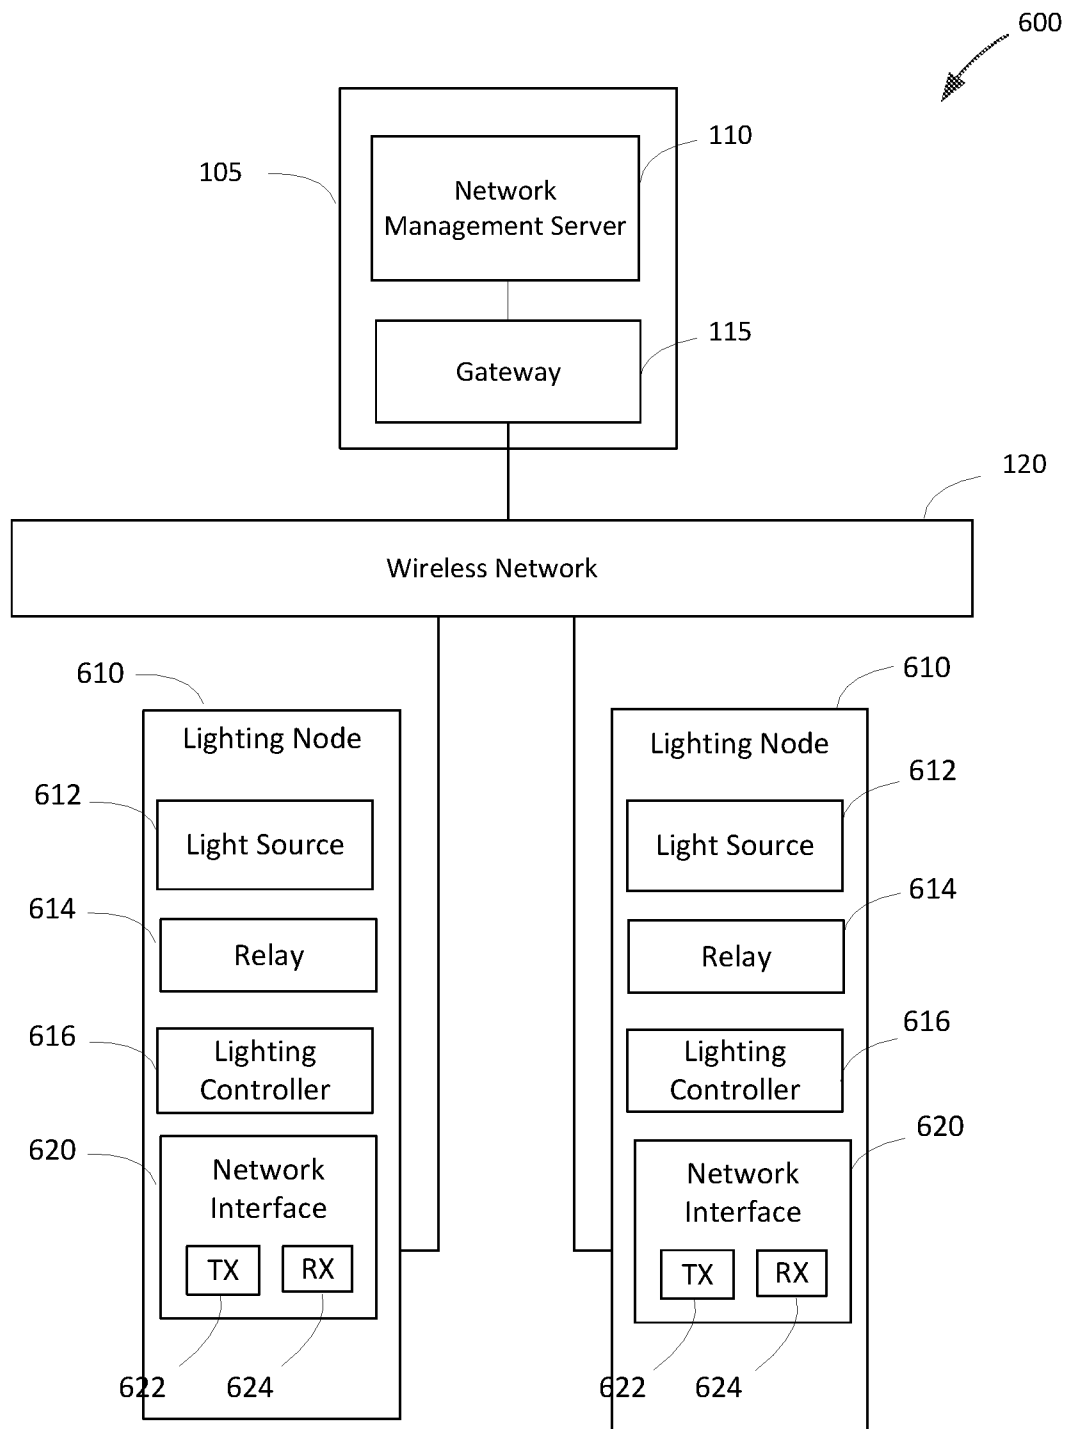 600
110
105
Network
Management Server
115
Gateway
120
Wireless Network
610
610
Lighting Node
Lighting Node
612
612
Light Source
Light Source
614
614
Relay
Relay
616
616
Lighting
Controller
Lighting
Controller
620
620
Network
Interface
Network
Interface
TX
RX
TX
RX
622
624
622
624